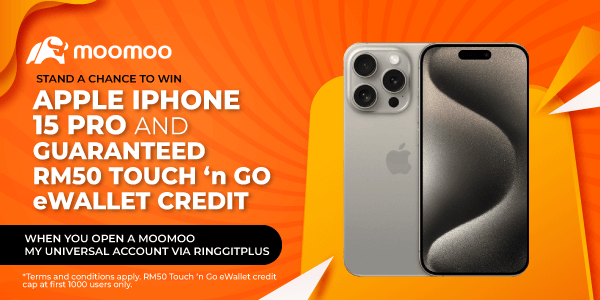 moomoo
STAND A CHANCE TO WIN
APPLE IPHONE
15 PRO AND
GUARANTEED
RM50 TOUCH ‘n GO
eWALLET CREDIT
WHEN YOU OPEN A MOOMOO
MY UNIVERSAL ACCOUNT VIA RINGGITPLUS
*Terms and conditions apply. RM50 Touch ‘n Go eWallet credit
cap at first 1000 users only.